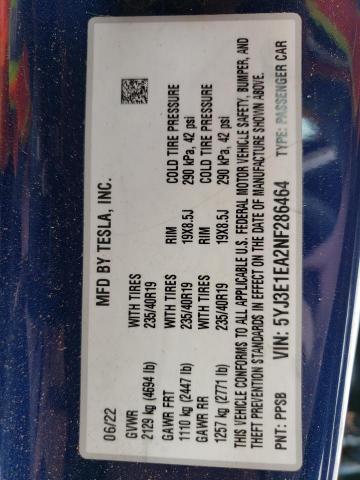 MFD BY TESLA, INC.
06/22
GVWR WITH TIRES RIM COLD TIRE PRESSURE
2129 kg (4694 lb) 235/40R19 19X8.5J 290 kPa, 42 psi
GAWR FRT WITH TIRES RIM COLD TIRE PRESSURE
1110 kg (2447 lb) 235/40R19 19X8.5J 290 kPa, 42 psi
GAWR RR WITH TIRES
1257 kg (2771 lb) 235/40R19
THIS VEHICLE CONFORMS TO ALL APPLICABLE U.S. FEDERAL MOTOR VEHICLE SAFETY, BUMPER, AND
THEFT PREVENTION STANDARDS IN EFFECT ON THE DATE OF MANUFACTURE SHOWN ABOVE.
PNT: PPSB VIN: 5YJ3E1EA2NF286464 TYPE: PASSENGER CAR